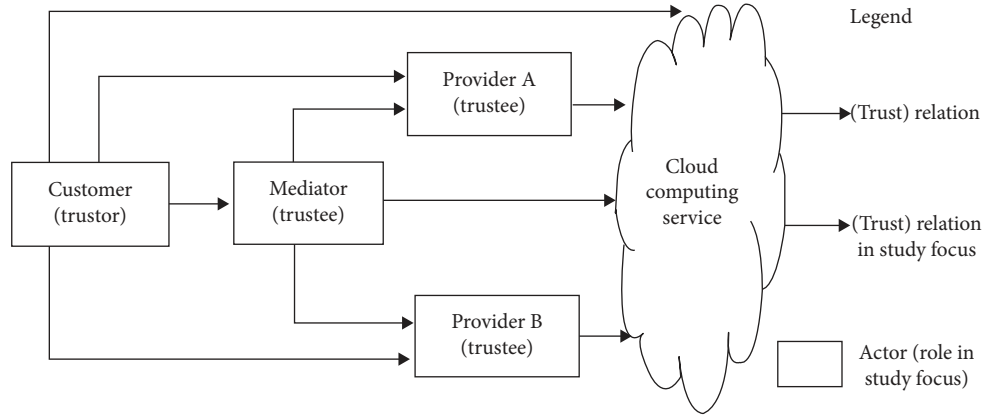 Legend
Provider A
(trustee)
(Trust) relation
Customer
(trustor)
Mediator
(trustee)
Cloud
computing
service
(Trust) relation
in study focus
Provider B
(trustee)
Actor (role in
study focus)